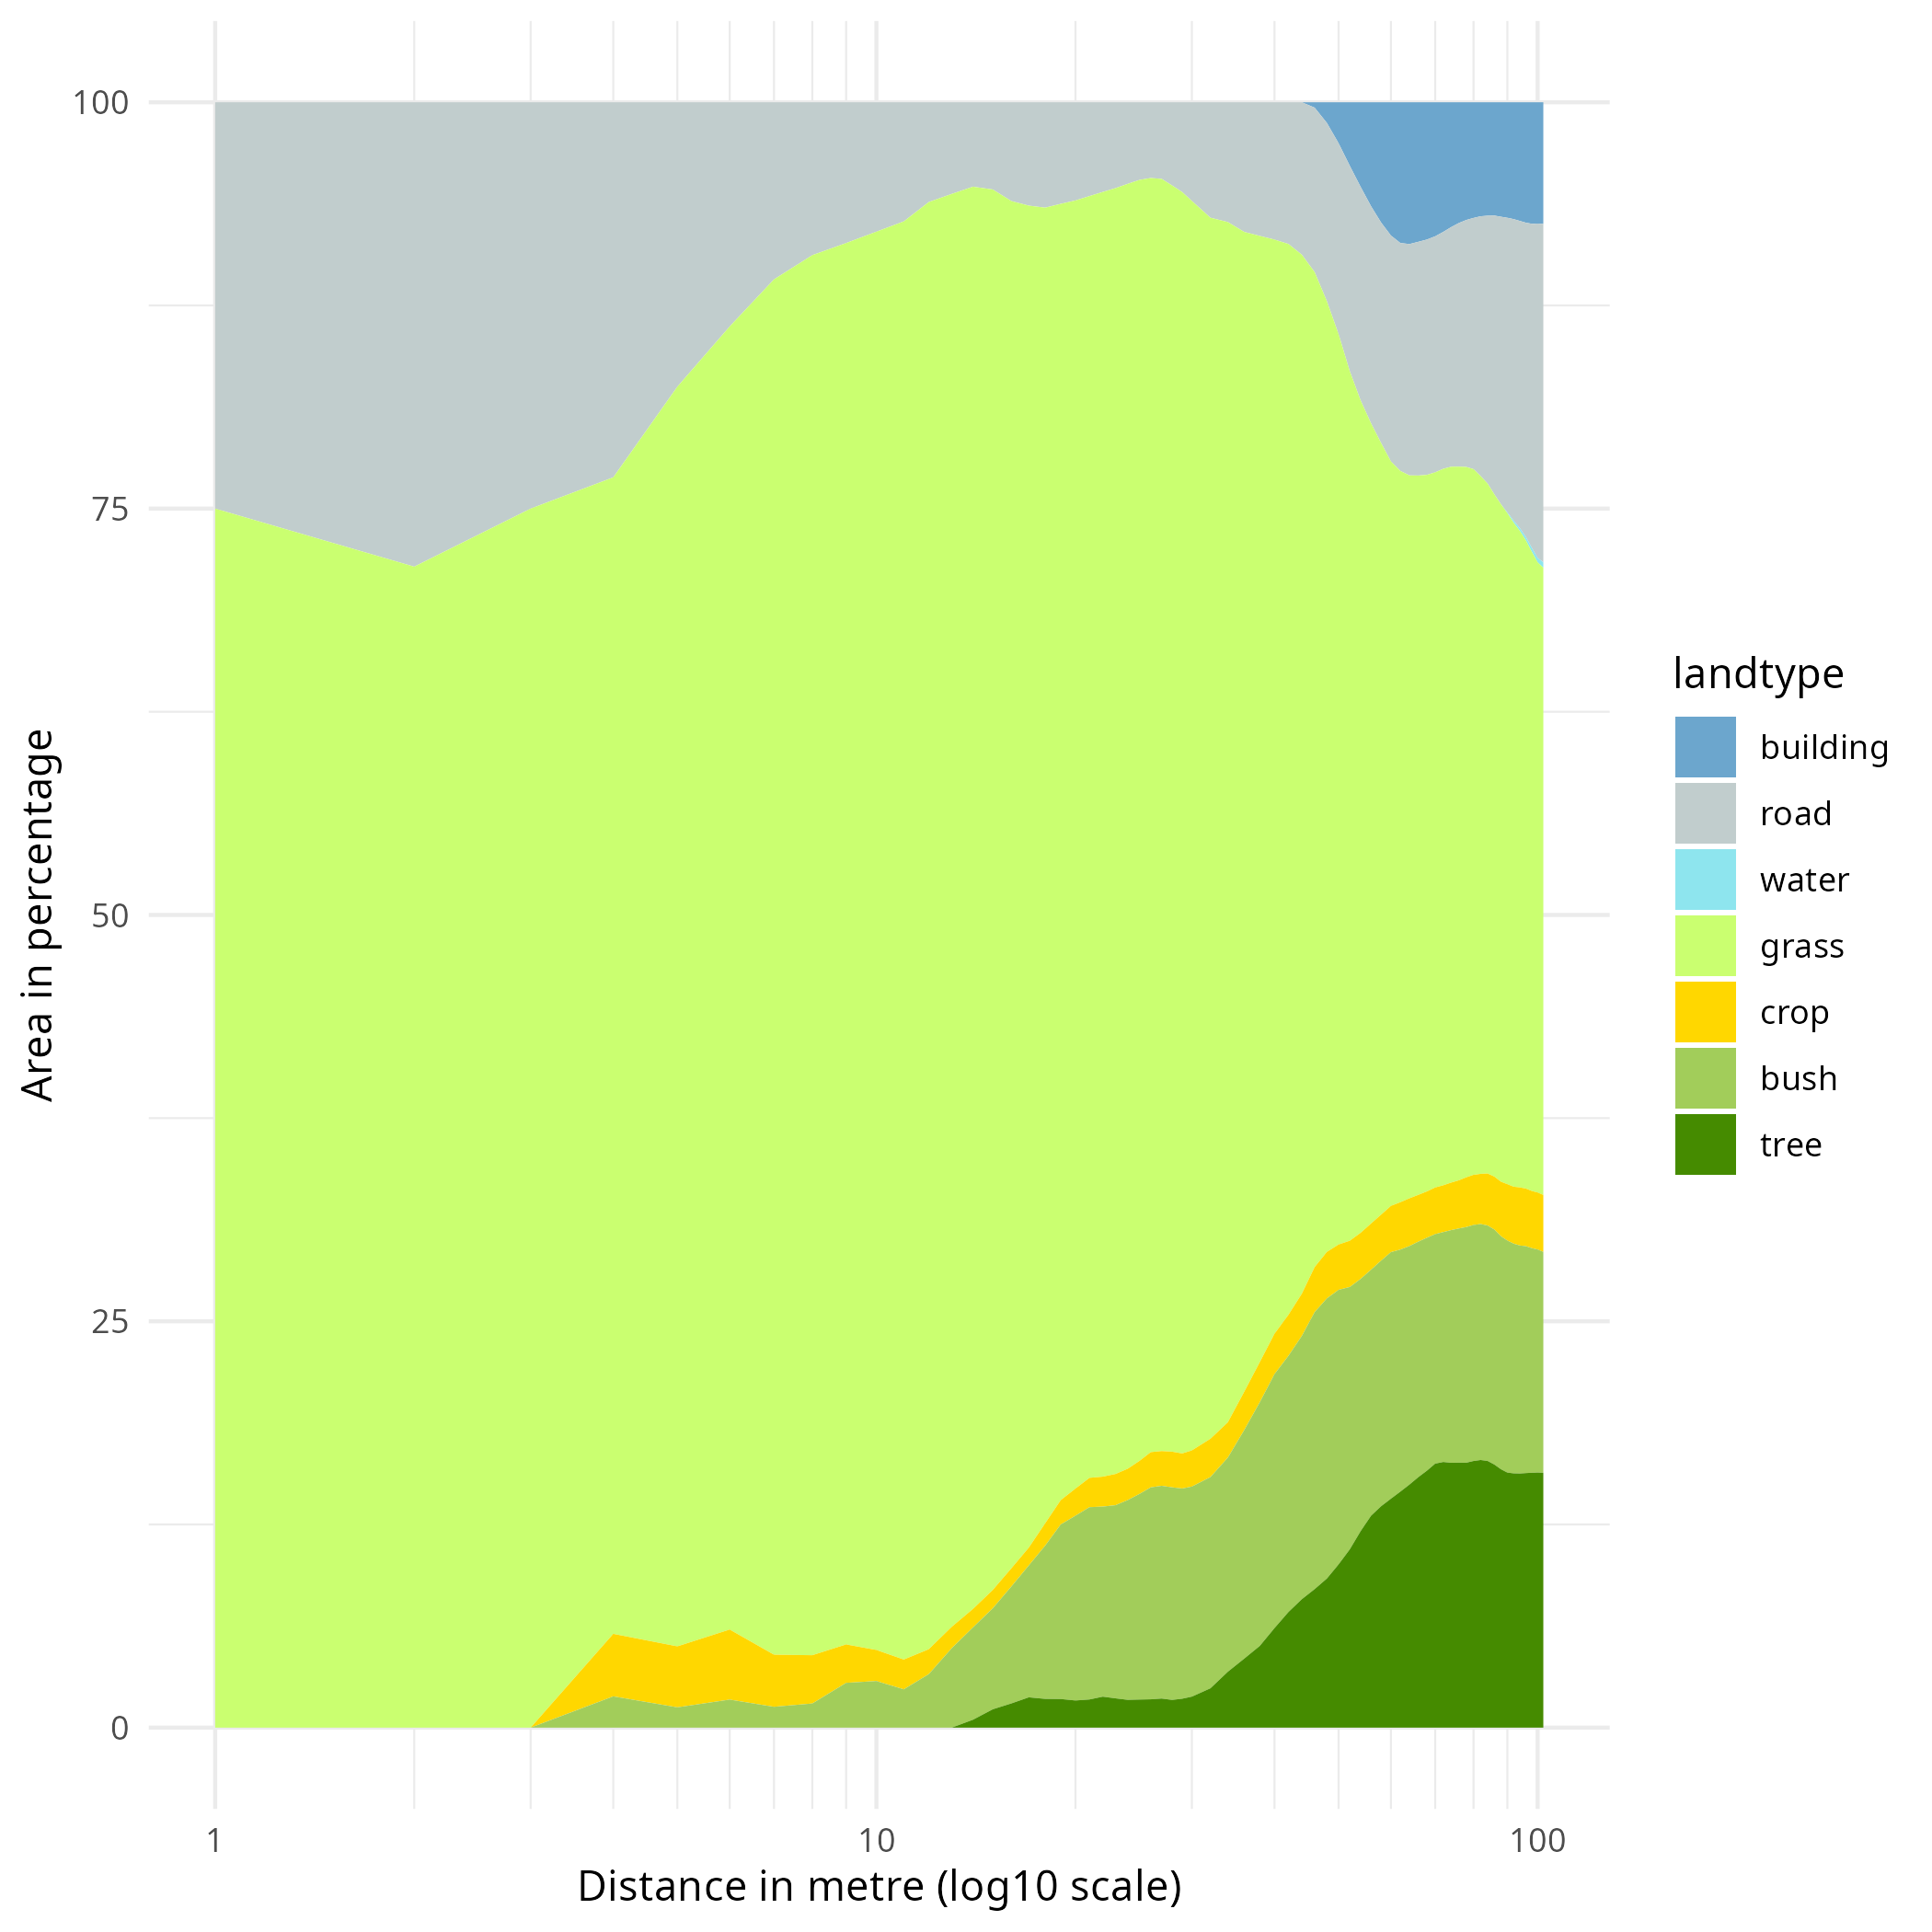 100
75
50
25
0
Area in percentage
1
10
100
Distance in metre (log10 scale)
landtype
building
road
water
grass
crop
bush
tree